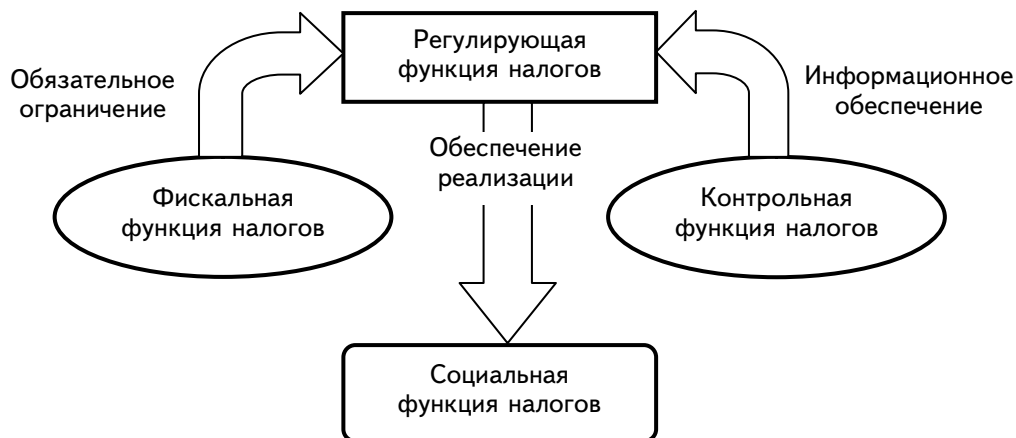 Регулирующая
функция налогов
Обязательное
ограничение
Информационное
обеспечение
Обеспечение
реализации
Фискальная
функция налогов
Контрольная
функция налогов
Социальная
функция налогов